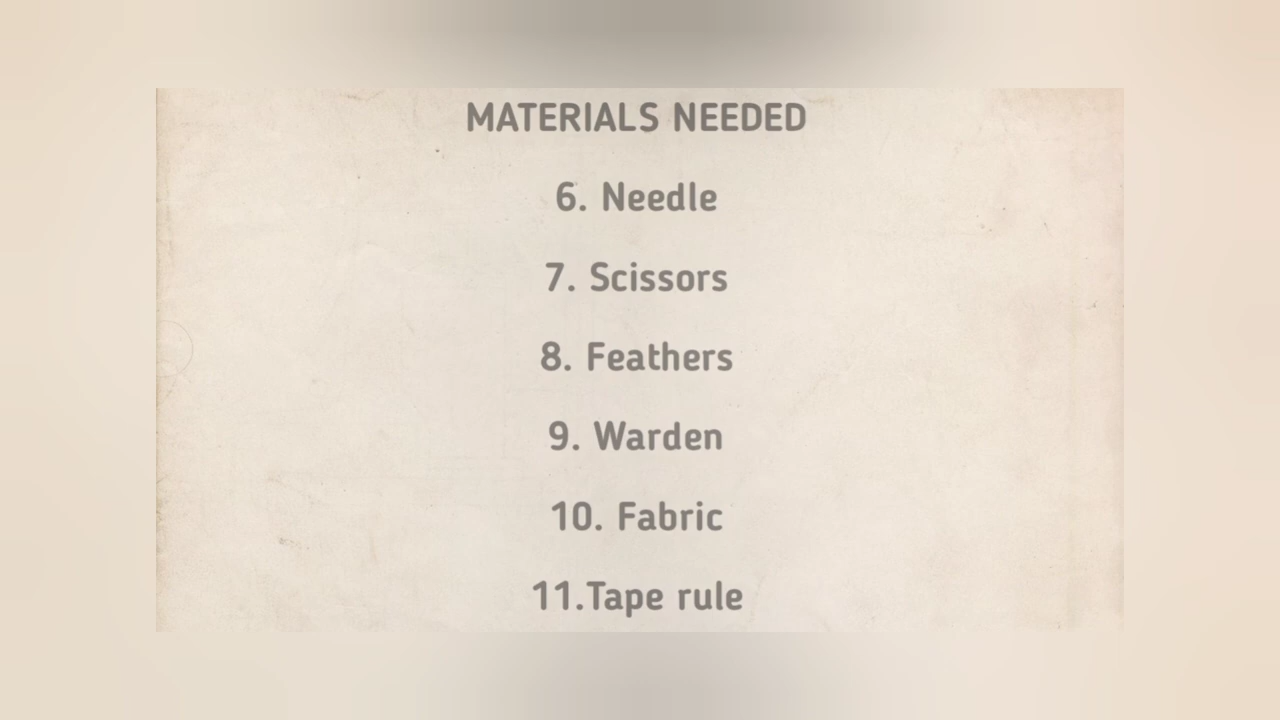 MATERIALS NEEDED
6. Needle
7. Scissors
8. Feathers
9. Warden
10. Fabric
11.Tape rule